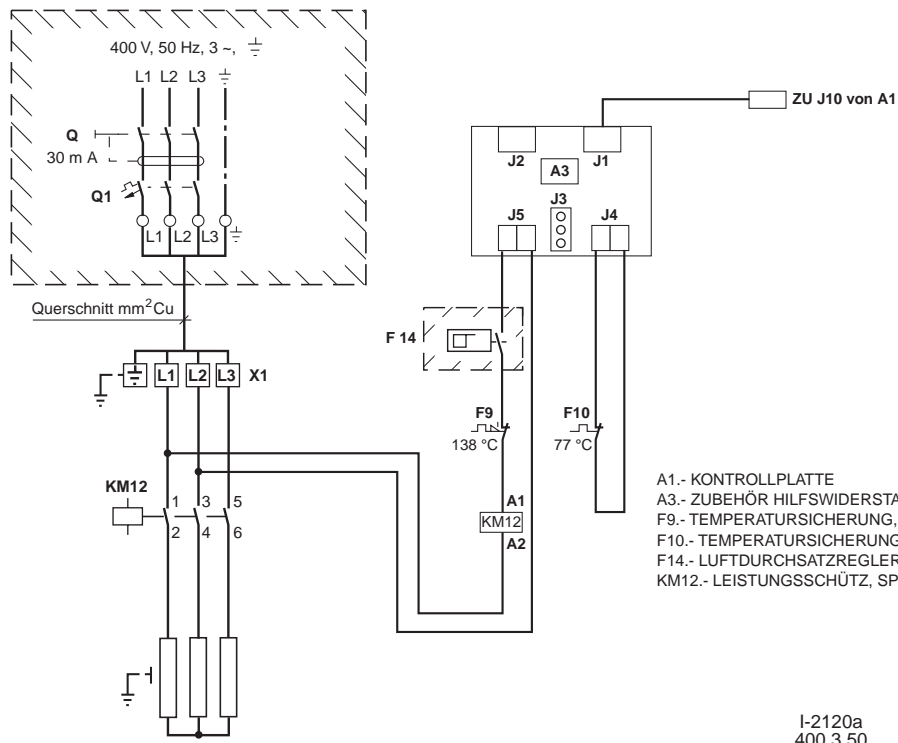 400 V, 50 Hz, 3 ~,
L1 L2 L3
Q
30 m A
Q1
L1 L2 L3
Querschnitt mm²Cu
L1 L2 L3 X1
KM12
1 3 5
2 4 6
ZU J10 von A1
J2 J1
A3
J3
J5 J4
F 14
F9
138 °C
F10
77 °C
A1
KM12
A2
A1.- KONTROLLPLATTE
A3.- ZUBEHÖR
F9.- TEMPERATURSICHERUNG,
F10.- TEMPERATURSICHERUNG
F14.- LUFTDURCHSATZREGLER
KM12.- LEISTUNGSSCHÜTZ,
I-2120a
400.3.50